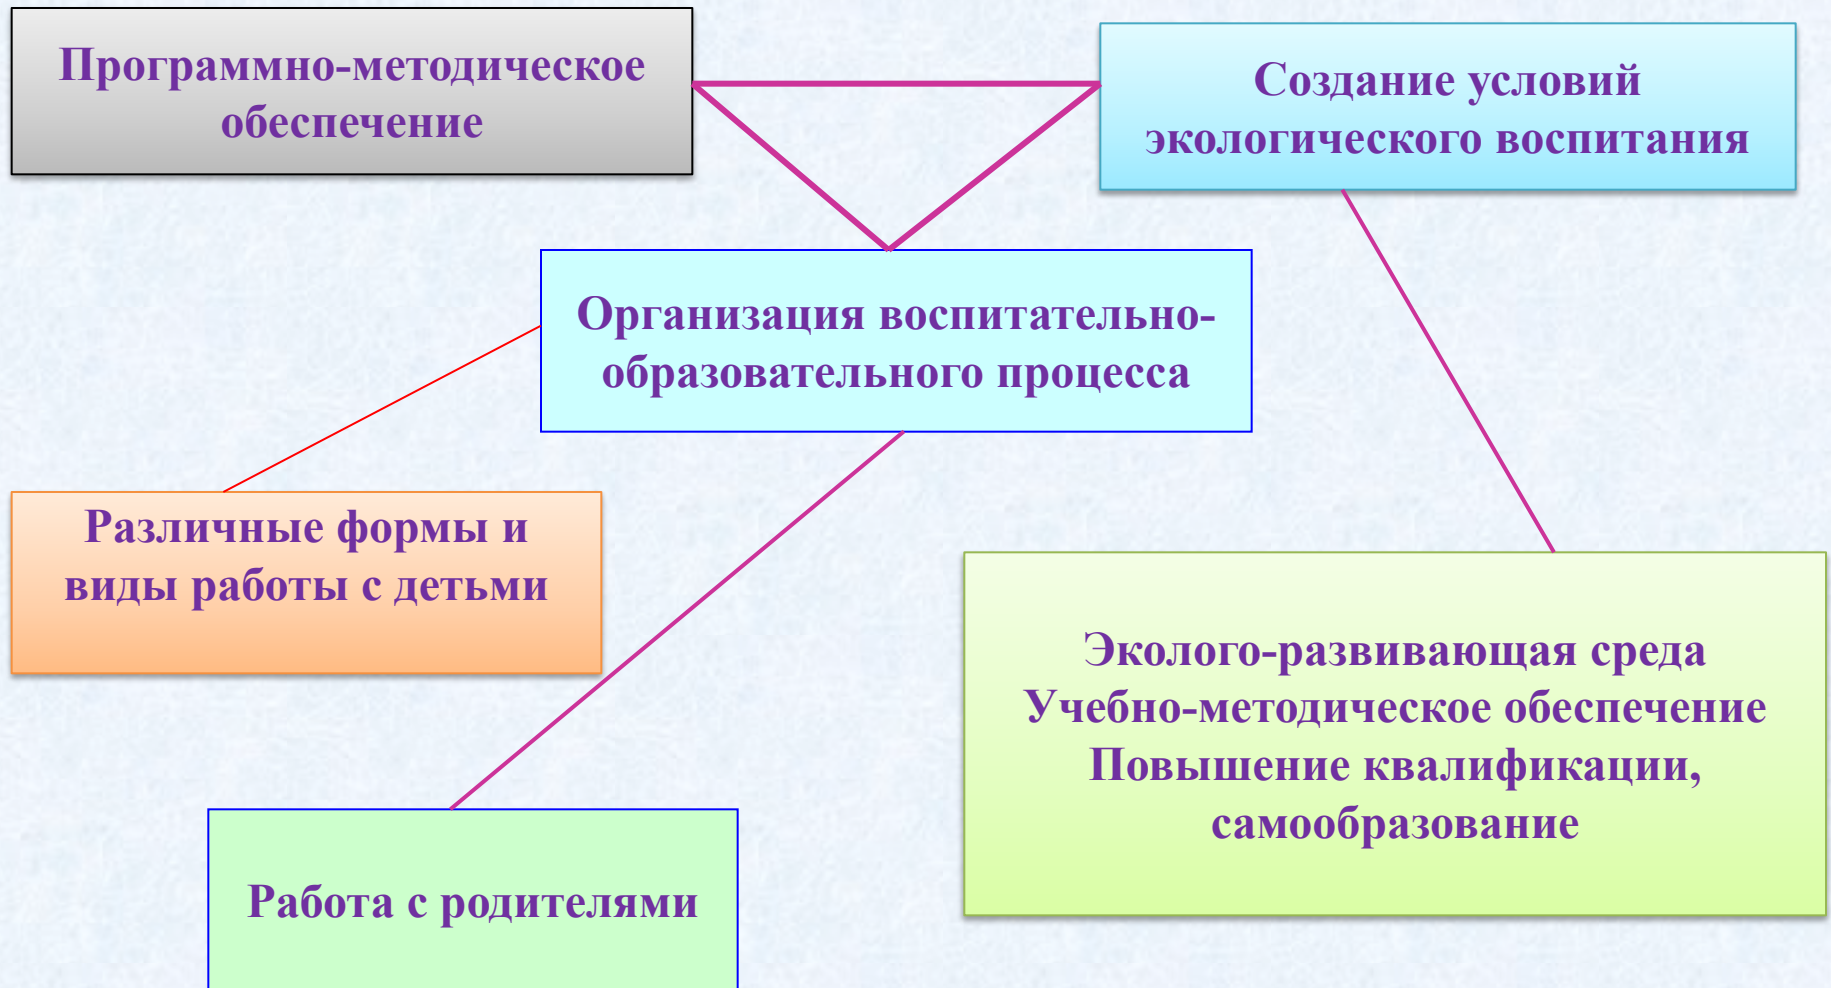 Программно-методическое
обеспечение
Создание условий
экологического воспитания
Организация воспитательно-
образовательного процесса
Различные формы и
виды работы с детьми
Эколого-развивающая среда
Учебно-методическое обеспечение
Повышение квалификации,
самообразование
Работа с родителями